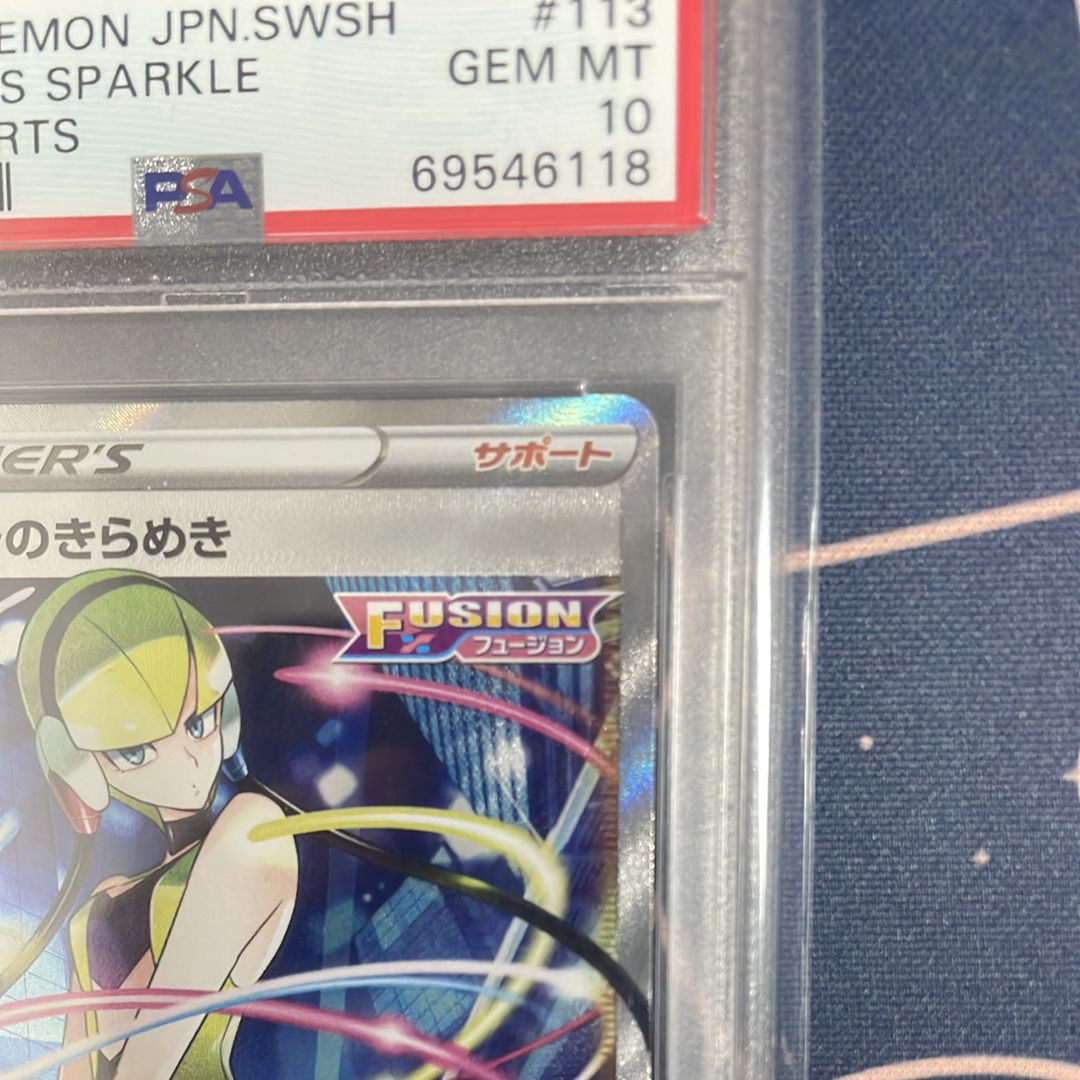 EMON JPN.SWSH #113
S SPARKLE GEM MT
RTS 10
PSA 69546118
ER'S サポート
のきらめき
FUSION
フュージョン